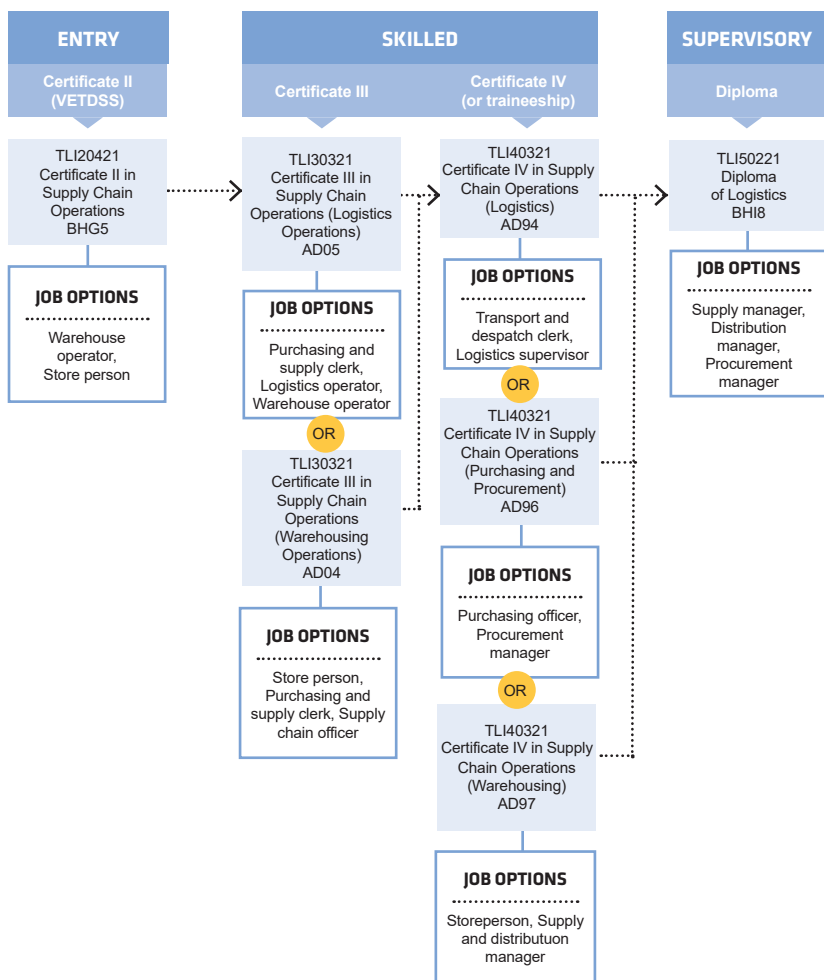 ENTRY
Certificate II
(VETDSS)
TLI20421
Certificate II in
Supply Chain
Operations
BHG5
JOB OPTIONS
Warehouse
operator,
Store person
SKILLED
Certificate III
TLI30321
Certificate III in
Supply Chain
Operations (Logistics
Operations)
AD05
JOB OPTIONS
Purchasing and
supply clerk,
Logistics operator,
Warehouse operator
OR
TLI30321
Certificate III in
Supply Chain
Operations
(Warehousing
Operations)
AD04
JOB OPTIONS
Store person,
Purchasing and
supply clerk, Supply
chain officer
Certificate IV
(or traineeship)
TLI40321
Certificate IV in Supply
Chain Operations
(Logistics)
AD94
JOB OPTIONS
Transport and
despatch clerk,
Logistics supervisor
OR
TLI40321
Certificate IV in Supply
Chain Operations
(Purchasing and
Procurement)
AD96
JOB OPTIONS
Purchasing officer,
Procurement
manager
OR
TLI40321
Certificate IV in Supply
Chain Operations
(Warehousing)
AD97
JOB OPTIONS
Storeperson, Supply
and distributuon
manager
SUPERVISORY
Diploma
TLI50221
Diploma
of Logistics
BHI8
JOB OPTIONS
Supply manager,
Distribution
manager,
Procurement
manager